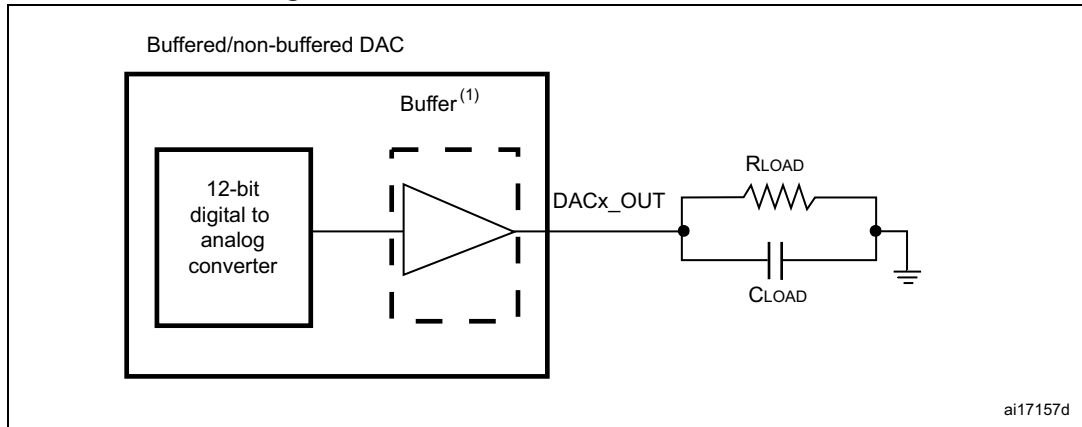 Buffered/non-buffered DAC
Buffer(1)
12-bit
digital to
analog
converter
DACx_OUT
RLOAD
CLOAD
ai17157d